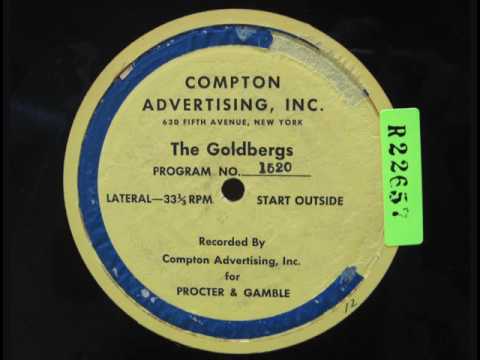 COMPTON
ADVERTISING, INC.
630 FIFTH AVENUE, NEW YORK
The Goldbergs
PROGRAM NO. 1520
LATERAL—33⅓ RPM START OUTSIDE
Recorded By
Compton Advertising, Inc.
for
PROCTER & GAMBLE
12
R22657